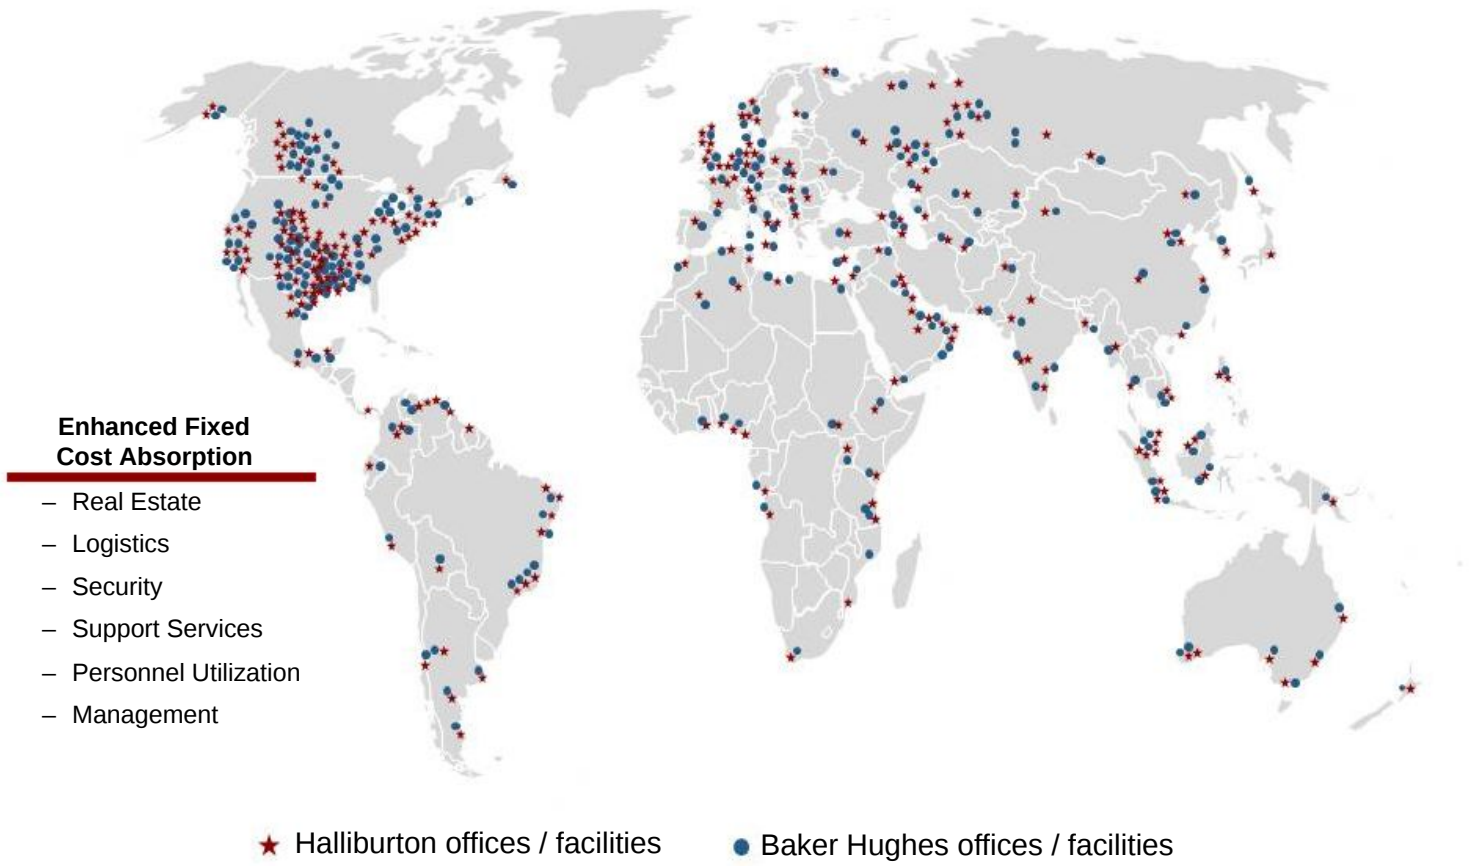 Enhanced Fixed
Cost Absorption
– Real Estate
– Logistics
– Security
– Support Services
– Personnel Utilization
– Management
Halliburton offices / facilities
Baker Hughes offices / facilities